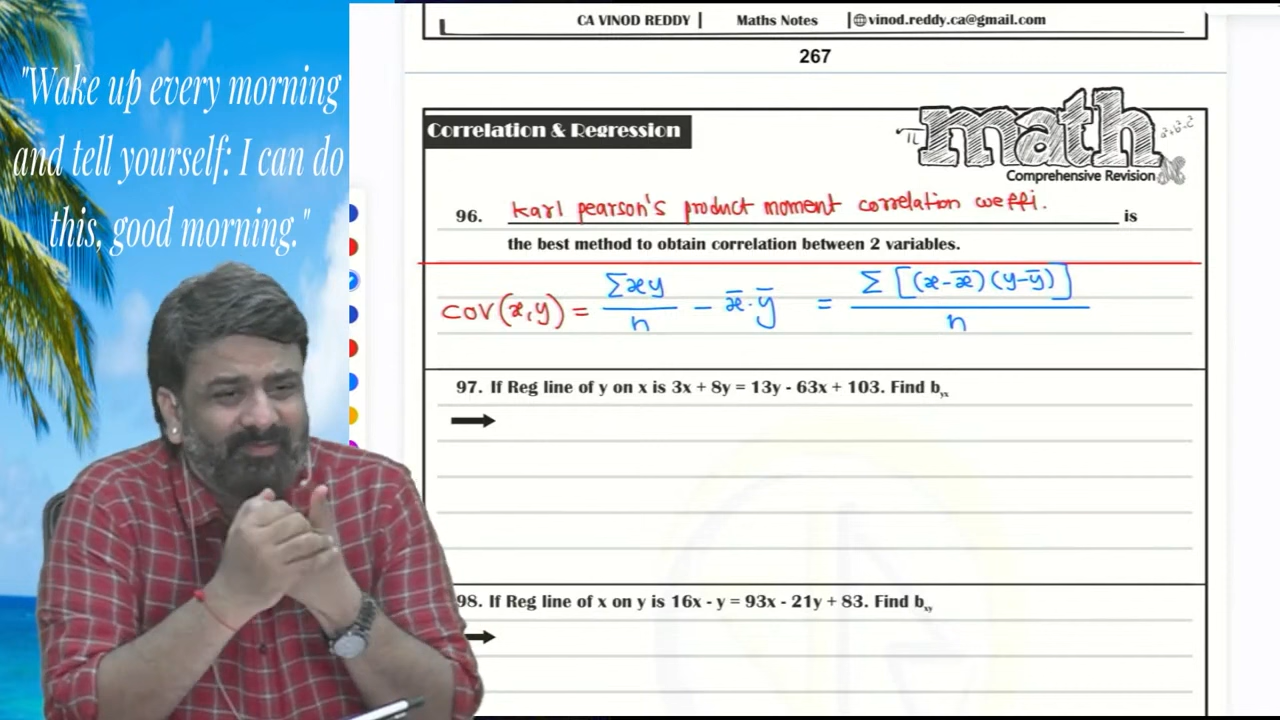 "Wake up every morning
and tell yourself: I can do
this, good morning."
CA VINOD REDDY | Maths Notes | vinod.reddy.ca@gmail.com
267
Correlation & Regression
math
Comprehensive Revision
96. Karl pearson's product moment correlation coeffi. is
the best method to obtain correlation between 2 variables.
cov(x,y) = Σxy/n - x̄·ȳ = Σ[(x-x̄)(y-ȳ)]/n
97. If Reg line of y on x is 3x + 8y = 13y - 63x + 103. Find b_yx
98. If Reg line of x on y is 16x - y = 93x - 21y + 83. Find b_xy